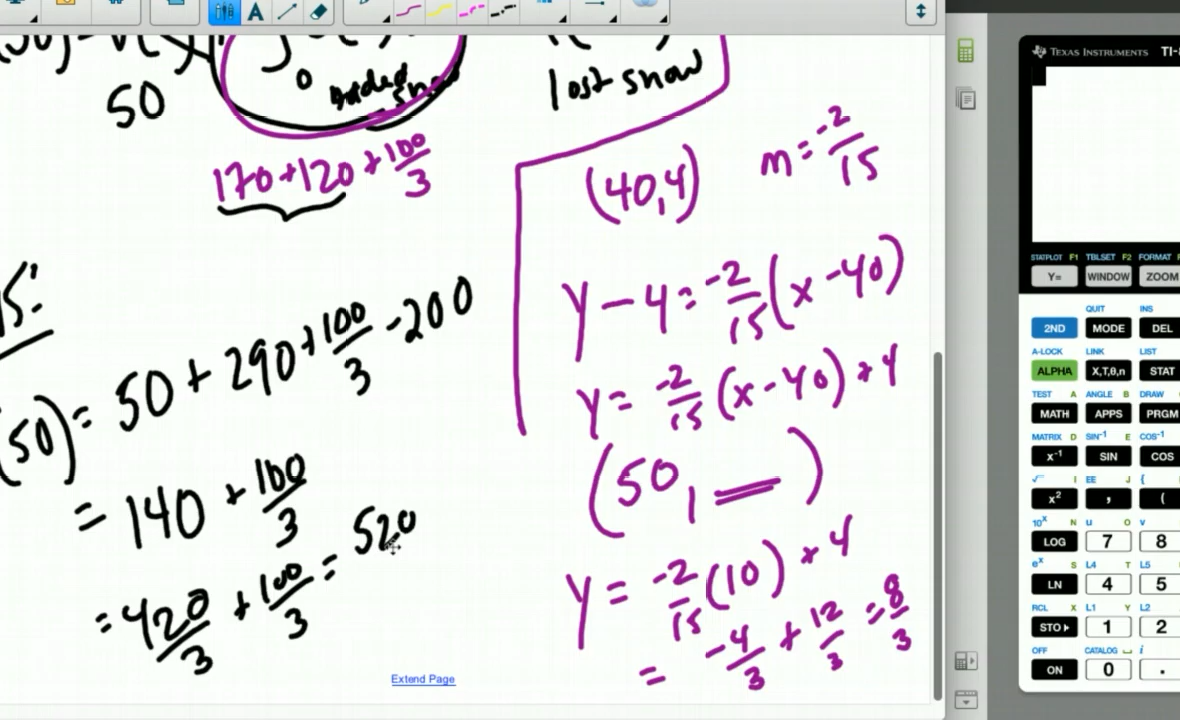 50
added
snow
lost snow
170+120+100/3
(40,4) m=-2/15
y-4=-2/15(x-40)
(50)=50+290+100/3-200
y=-2/15(x-40)+4
(50, __)
=140+100/3
=420/3+100/3=520
y=-2/15(10)+4
=-4/3+12/3=8/3
Extend Page
TEXAS INSTRUMENTS TI-
STATPLOT F1 TBLSET F2 FORMAT F
Y= WINDOW ZOOM
QUIT INS
2ND MODE DEL
A-LOCK LINK LIST
ALPHA X,T,θ,n STAT
TEST A ANGLE B DRAW C
MATH APPS PRGM
MATRIX D SIN⁻¹ E COS⁻¹
x⁻¹ SIN COS
√ I EE J {
x² , (
10ˣ N u O v
LOG 7 8
eˣ S L4 T L5
LN 4 5
RCL X L1 Y L2
STO▸ 1 2
OFF CATALOG i
ON 0 .